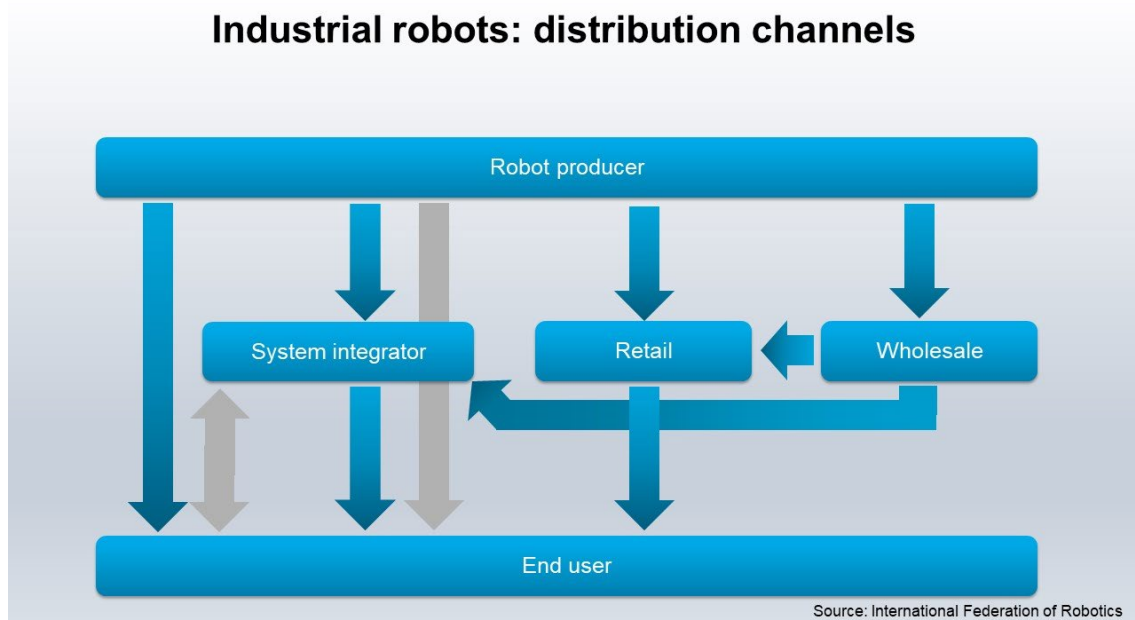 Industrial robots: distribution channels
Robot producer
System integrator
Retail
Wholesale
End user
Source: International Federation of Robotics